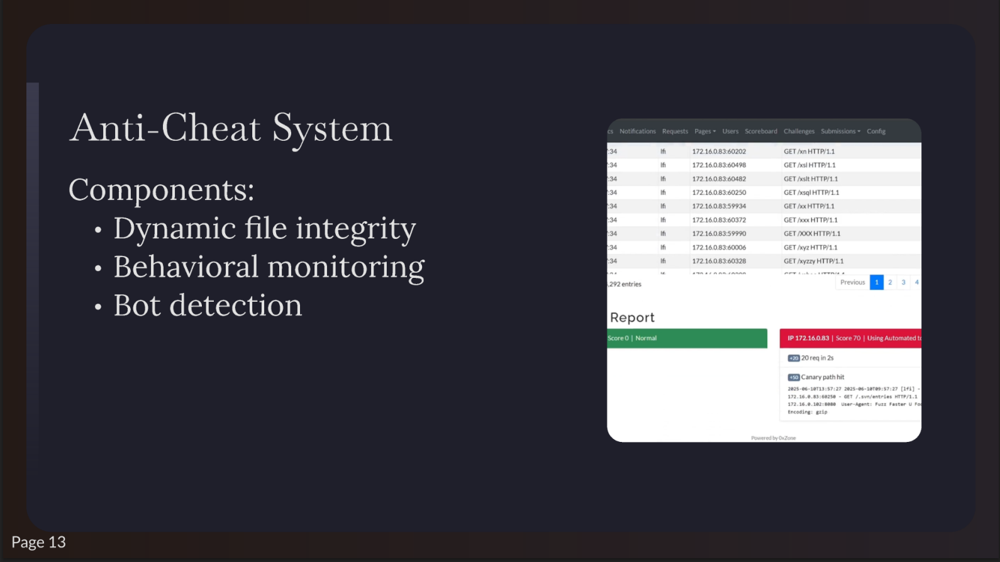 Anti-Cheat System
Components:
• Dynamic file integrity
• Behavioral monitoring
• Bot detection
cs Notifications Requests Pages Users Scoreboard Challenges Submissions Config
:34 lfi 172.16.0.83:60202 GET /xn HTTP/1.1
:34 lfi 172.16.0.83:60498 GET /xsl HTTP/1.1
:34 lfi 172.16.0.83:60482 GET /xslt HTTP/1.1
:34 lfi 172.16.0.83:60250 GET /xsql HTTP/1.1
:34 lfi 172.16.0.83:59934 GET /xx HTTP/1.1
:34 lfi 172.16.0.83:60372 GET /xxx HTTP/1.1
:34 lfi 172.16.0.83:59990 GET /XXX HTTP/1.1
:34 lfi 172.16.0.83:60006 GET /xyz HTTP/1.1
:34 lfi 172.16.0.83:60328 GET /xyzzy HTTP/1.1
,292 entries
Previous 1 2 3 4
Report
Score 0 | Normal
IP 172.16.0.83 | Score 70 | Using Automated to
+20 20 req in 2s
+50 Canary path hit
2025-06-10T13:57:27 2025-06-10T09:57:27 [lfi] -
172.16.0.83:60250 - GET /.svn/entries HTTP/1.1
172.16.0.102:8080 User-Agent: Fuzz Faster U Fo
Encoding: gzip
Powered by 0xZone
Page 13